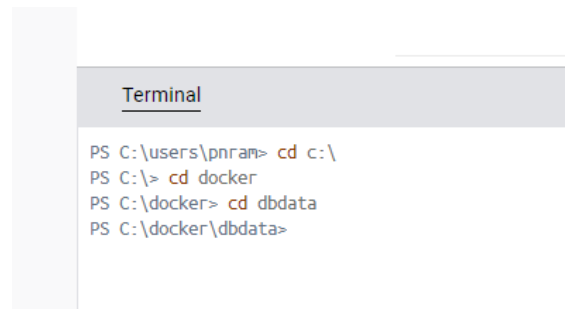 Terminal
PS C:\users\pnram> cd c:\
PS C:\> cd docker
PS C:\docker> cd dbdata
PS C:\docker\dbdata>